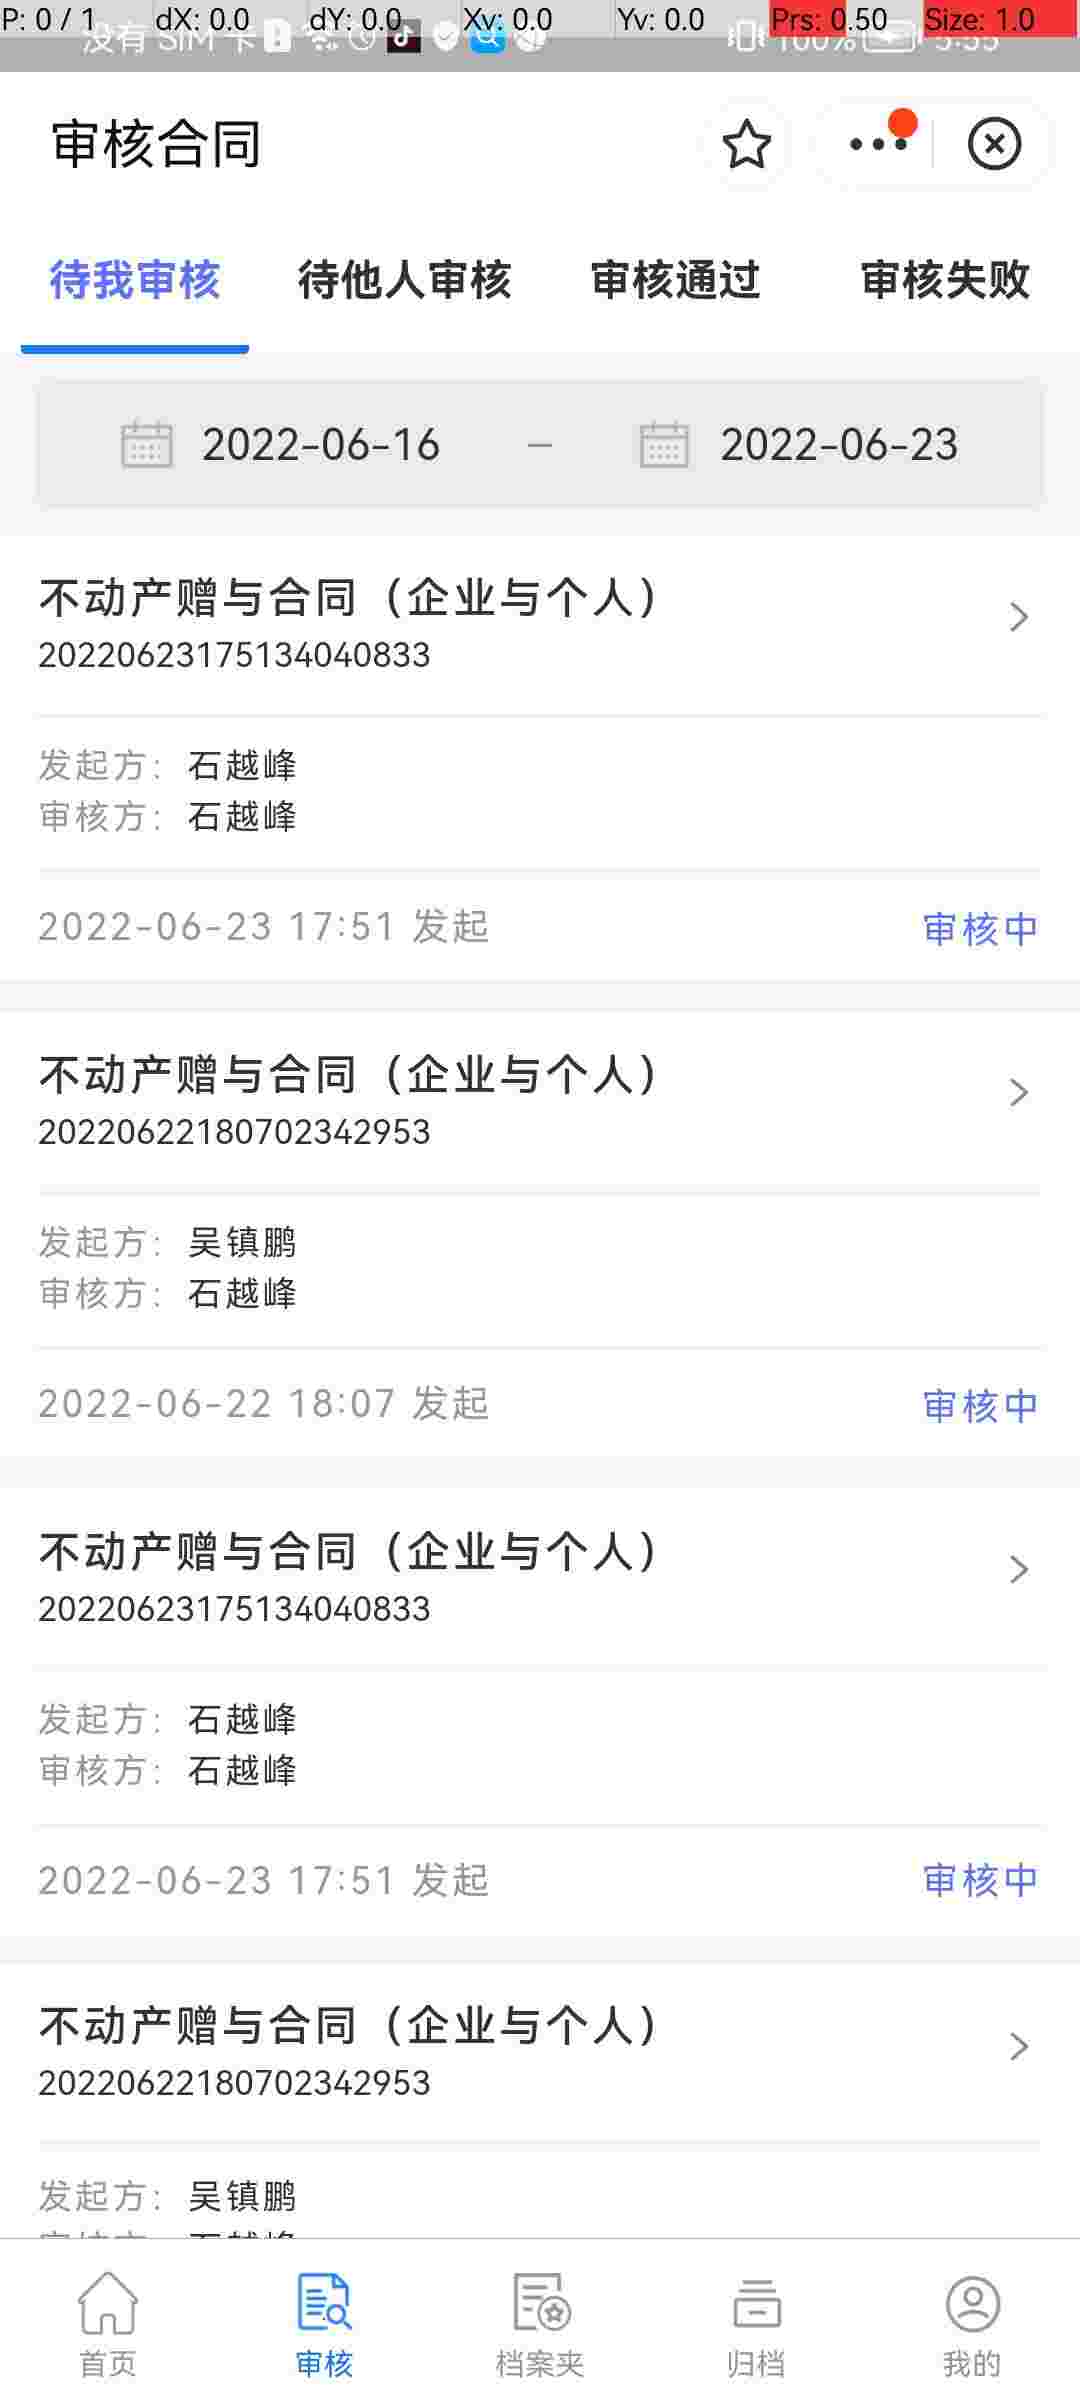 P: 0 / 1 dX: 0.0 dY: 0.0 Xv: 0.0 Yv: 0.0 Prs: 0.50 Size: 1.0
没有 SIM 卡 100% 5:35
审核合同
待我审核 待他人审核 审核通过 审核失败
2022-06-16 – 2022-06-23
不动产赠与合同（企业与个人）
20220623175134040833
发起方： 石越峰
审核方： 石越峰
2022-06-23 17:51 发起 审核中
不动产赠与合同（企业与个人）
20220622180702342953
发起方： 吴镇鹏
审核方： 石越峰
2022-06-22 18:07 发起 审核中
不动产赠与合同（企业与个人）
20220623175134040833
发起方： 石越峰
审核方： 石越峰
2022-06-23 17:51 发起 审核中
不动产赠与合同（企业与个人）
20220622180702342953
发起方： 吴镇鹏
首页 审核 档案夹 归档 我的